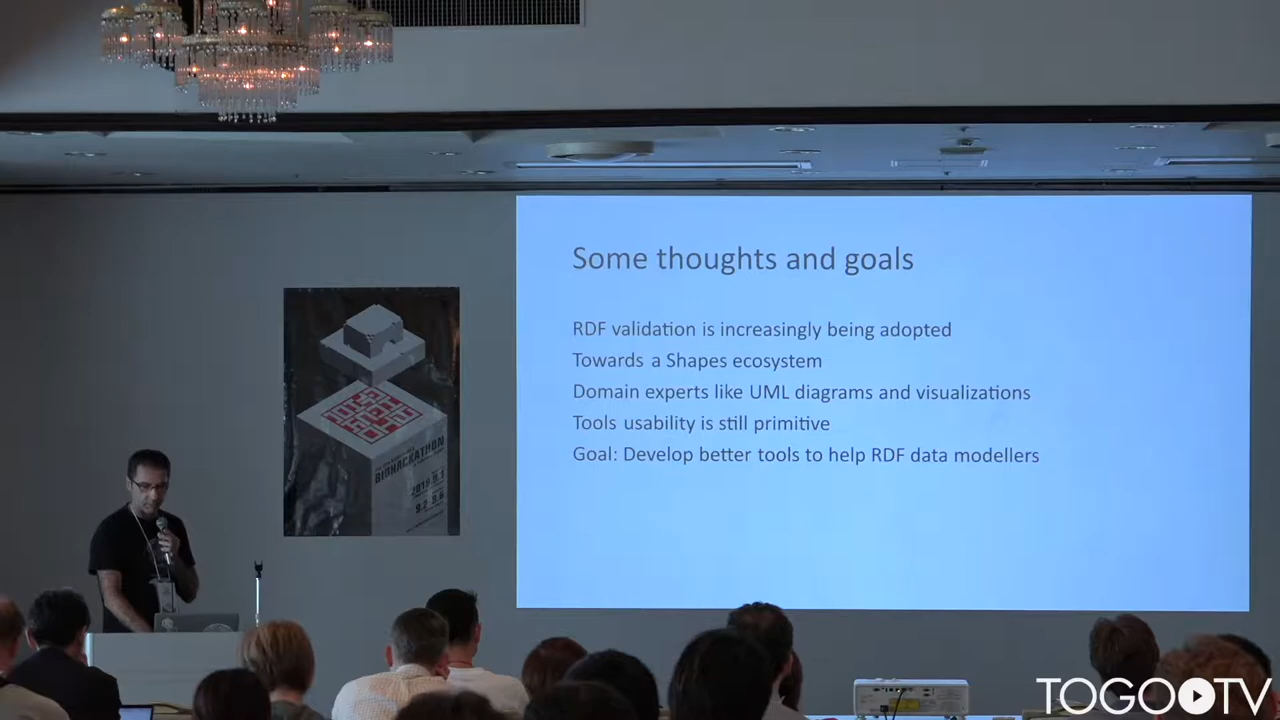 Some thoughts and goals
RDF validation is increasingly being adopted
Towards a Shapes ecosystem
Domain experts like UML diagrams and visualizations
Tools usability is still primitive
Goal: Develop better tools to help RDF data modellers
BIOHACKATHON
TOGOTV